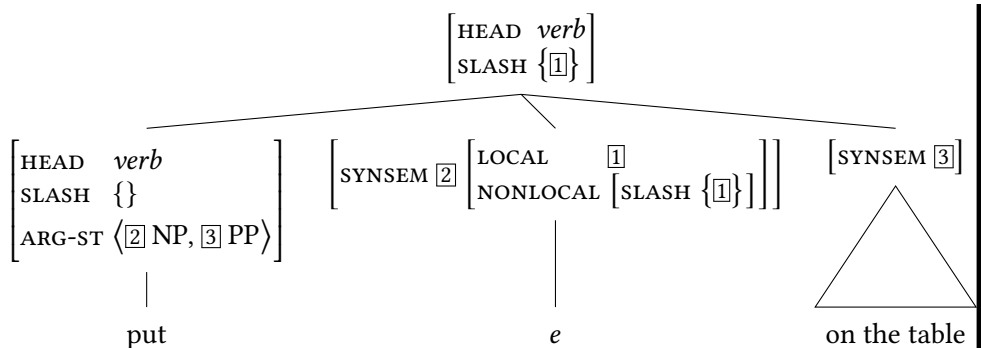 [HEAD verb
SLASH {1}]
[HEAD verb
SLASH {}
ARG-ST ⟨2 NP, 3 PP⟩]
[SYNSEM 2 [LOCAL 1
NONLOCAL [SLASH {1}]]]
[SYNSEM 3]
put
e
on the table